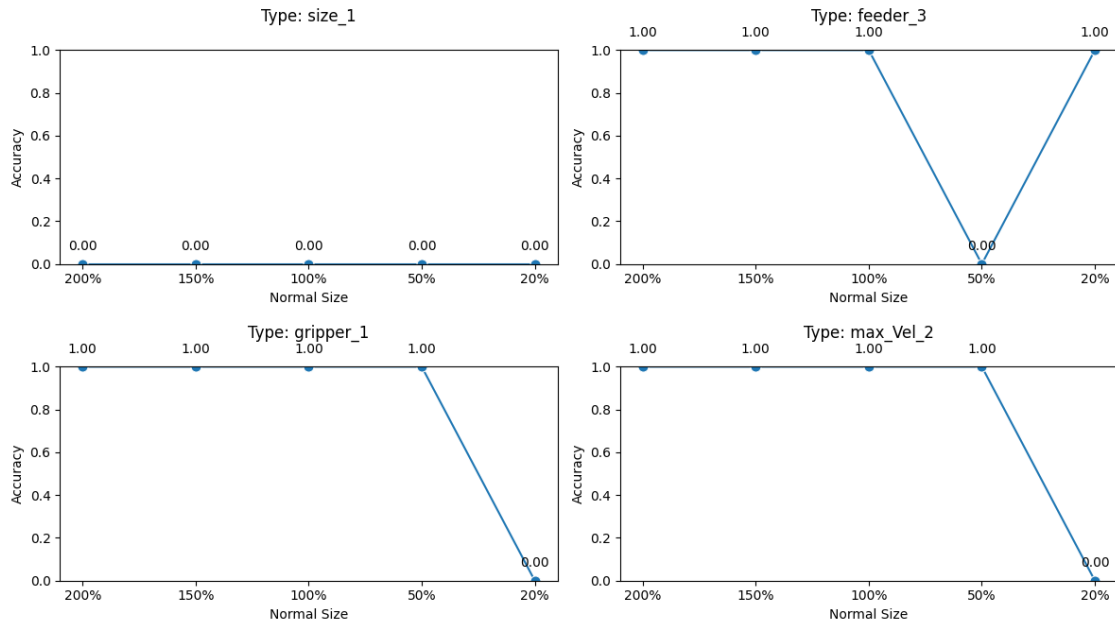 Type: size_1
Accuracy
1.0
0.8
0.6
0.4
0.2
0.0
0.00 0.00 0.00 0.00 0.00
200% 150% 100% 50% 20%
Normal Size
Type: feeder_3
1.00 1.00 1.00 1.00
Accuracy
1.0
0.8
0.6
0.4
0.2
0.0
0.00
200% 150% 100% 50% 20%
Normal Size
Type: gripper_1
1.00 1.00 1.00 1.00
Accuracy
1.0
0.8
0.6
0.4
0.2
0.0
0.00
200% 150% 100% 50% 20%
Normal Size
Type: max_Vel_2
1.00 1.00 1.00 1.00
Accuracy
1.0
0.8
0.6
0.4
0.2
0.0
0.00
200% 150% 100% 50% 20%
Normal Size